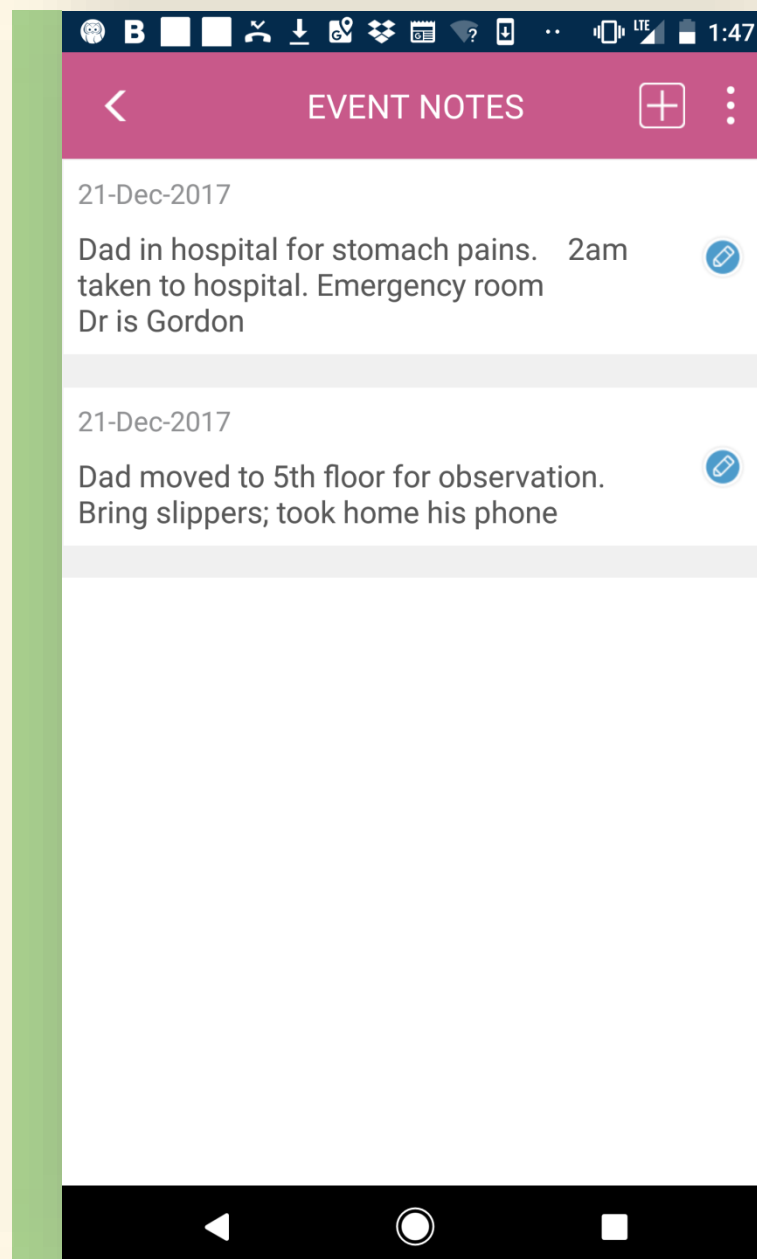 B LTE 1:47
EVENT NOTES
21-Dec-2017
Dad in hospital for stomach pains.    2am
taken to hospital. Emergency room
Dr is Gordon
21-Dec-2017
Dad moved to 5th floor for observation.
Bring slippers; took home his phone